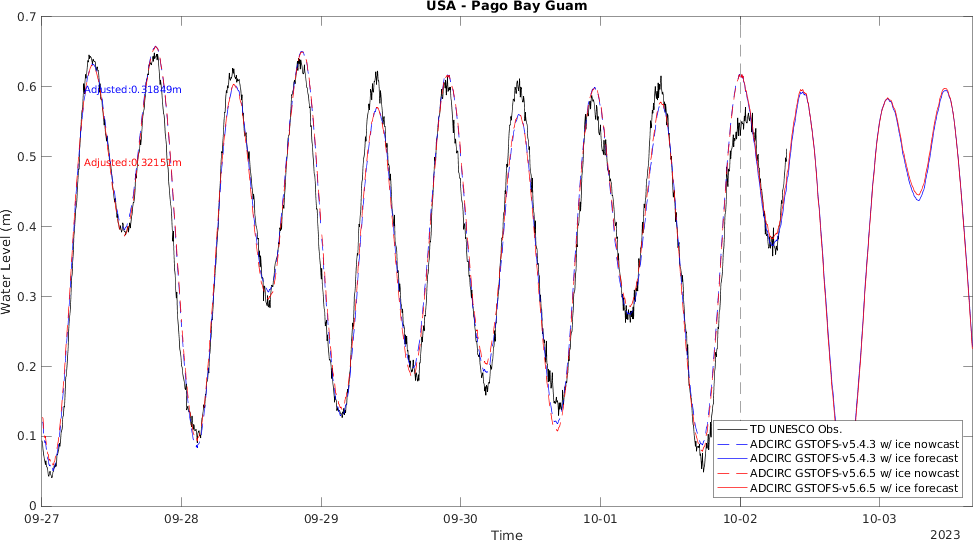 USA - Pago Bay Guam
0.7
0.6
0.5
0.4
0.3
0.2
0.1
0
Water Level (m)
Adjusted:0.31849m
Adjusted:0.32151m
TD UNESCO Obs.
ADCIRC GSTOFS-v5.4.3 w/ ice nowcast
ADCIRC GSTOFS-v5.4.3 w/ ice forecast
ADCIRC GSTOFS-v5.6.5 w/ ice nowcast
ADCIRC GSTOFS-v5.6.5 w/ ice forecast
09-27 09-28 09-29 09-30 10-01 10-02 10-03
Time
2023